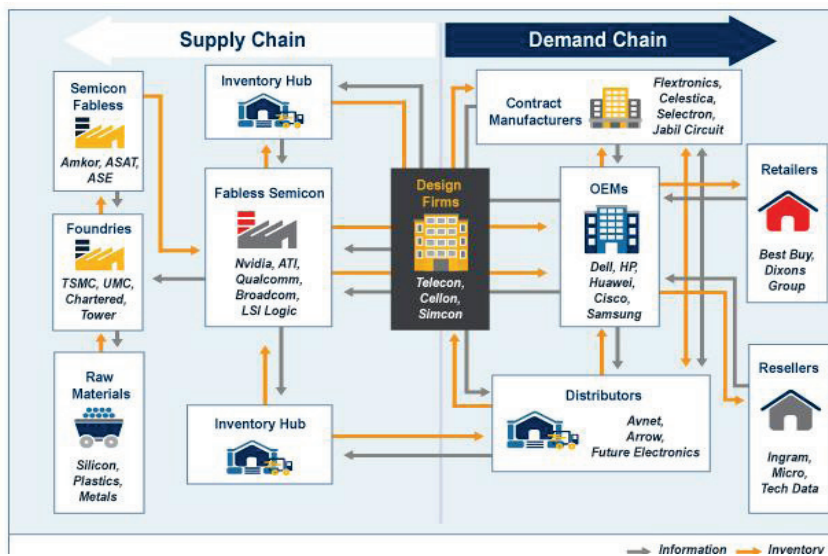 Supply Chain
Demand Chain
Semicon
Fabless
Amkor, ASAT,
ASE
Inventory Hub
Contract
Manufacturers
Flextronics,
Celestica,
Selectron,
Jabil Circuit
Foundries
TSMC, UMC,
Chartered,
Tower
Fabless Semicon
Nvidia, ATI,
Qualcomm,
Broadcom,
LSI Logic
Design
Firms
Telecon,
Cellon,
Simcon
OEMs
Dell, HP,
Huawei,
Cisco,
Samsung
Retailers
Best Buy,
Dixons
Group
Raw
Materials
Silicon,
Plastics,
Metals
Inventory Hub
Distributors
Avnet,
Arrow,
Future Electronics
Resellers
Ingram,
Micro,
Tech Data
Information
Inventory